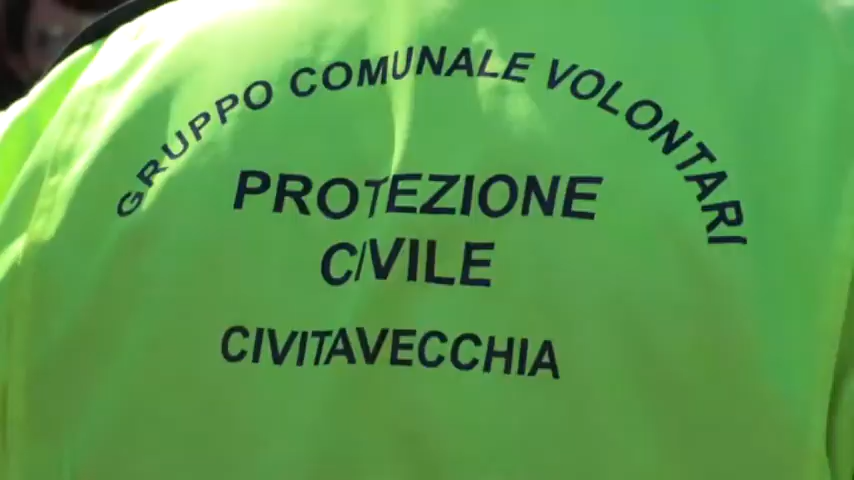 GRUPPO COMUNALE VOLONTARI
PROTEZIONE
CIVILE
CIVITAVECCHIA